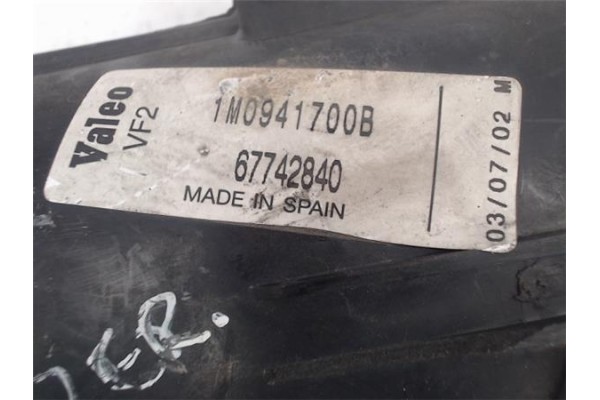 Valeo
VF2
1M0941700B
67742840
MADE IN SPAIN
03/07/02 M